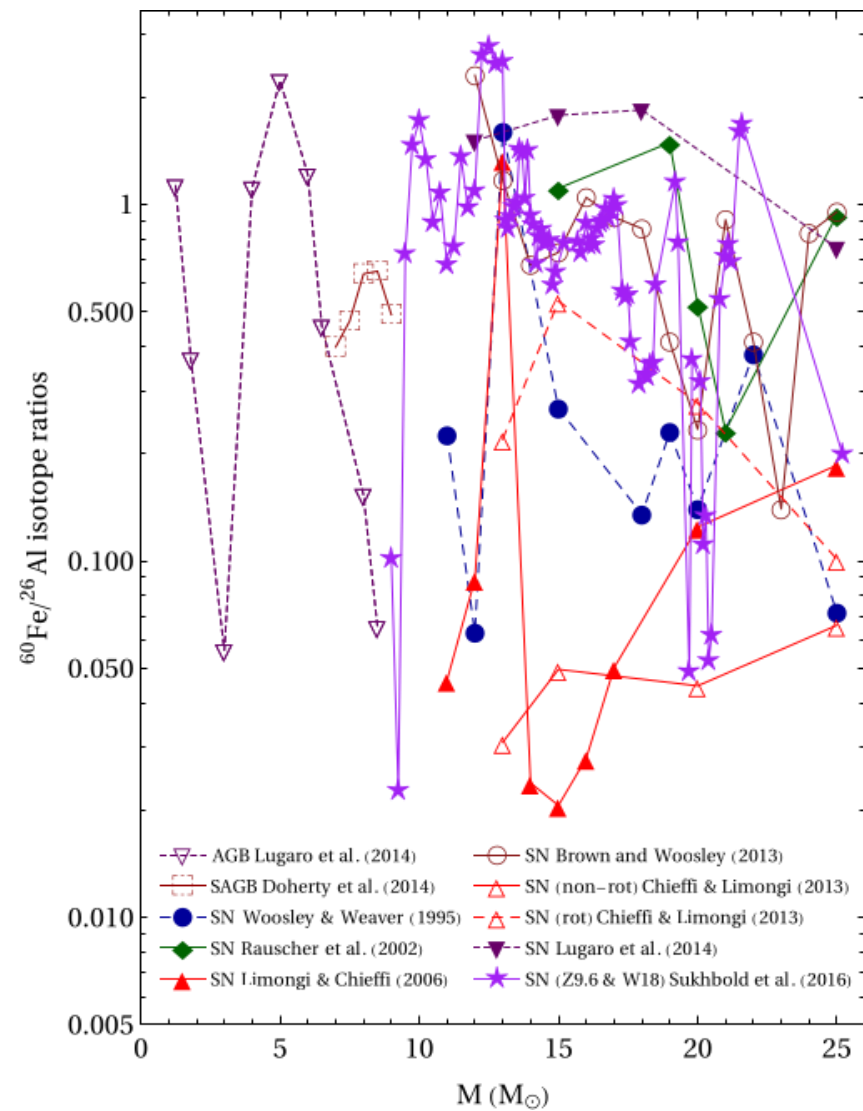 1
0.500
0.100
0.050
0.010
0.005
⁶⁰Fe/²⁶Al isotope ratios
AGB Lugaro et al. (2014)
SAGB Doherty et al. (2014)
SN Woosley & Weaver (1995)
SN Rauscher et al. (2002)
SN Limongi & Chieffi (2006)
SN Brown and Woosley (2013)
SN (non-rot) Chieffi & Limongi (2013)
SN (rot) Chieffi & Limongi (2013)
SN Lugaro et al. (2014)
SN (Z9.6 & W18) Sukhbold et al. (2016)
0 5 10 15 20 25
M (M⊙)